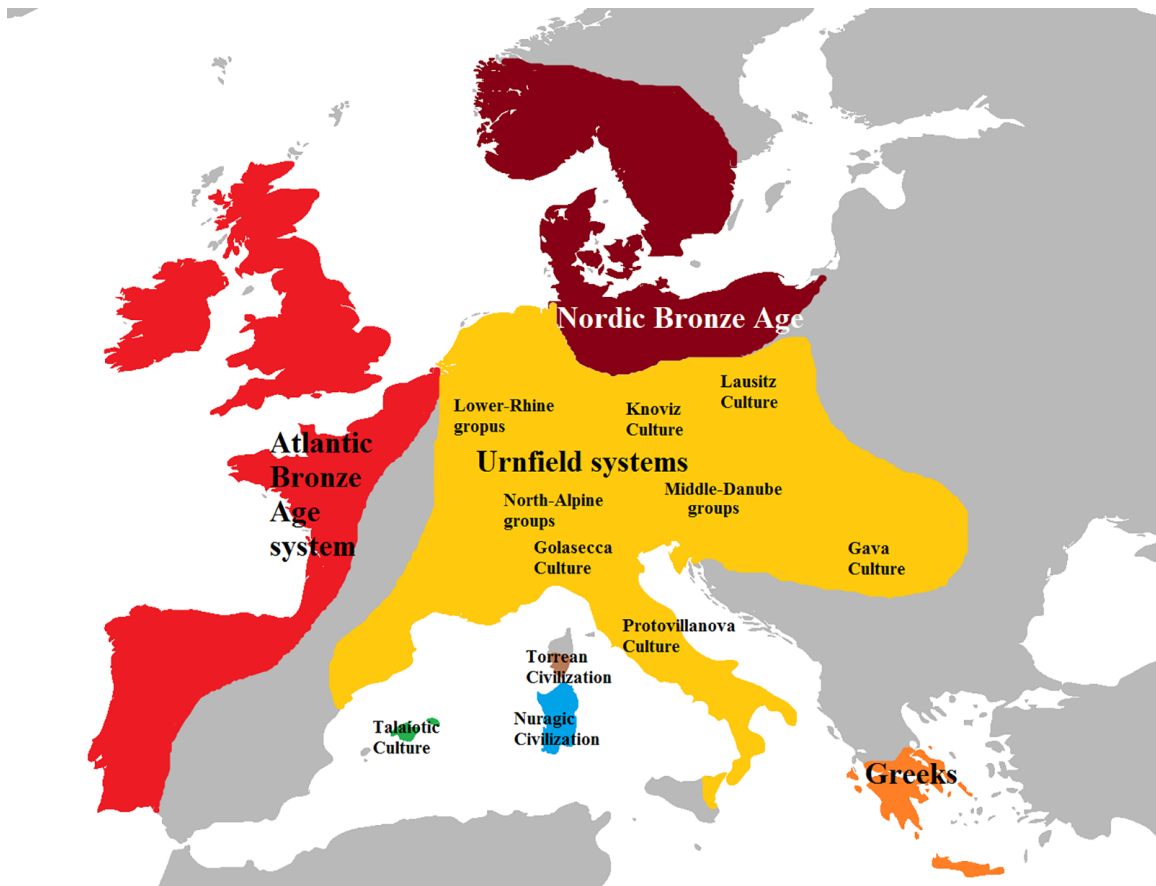 Nordic Bronze Age
Lausitz
Culture
Lower-Rhine
gropus
Knoviz
Culture
Atlantic
Bronze
Age
system
Urnfield systems
North-Alpine
groups
Middle-Danube
groups
Golasecca
Culture
Gava
Culture
Protovillanova
Culture
Torrean
Civilization
Talaiotic
Culture
Nuragic
Civilization
Greeks